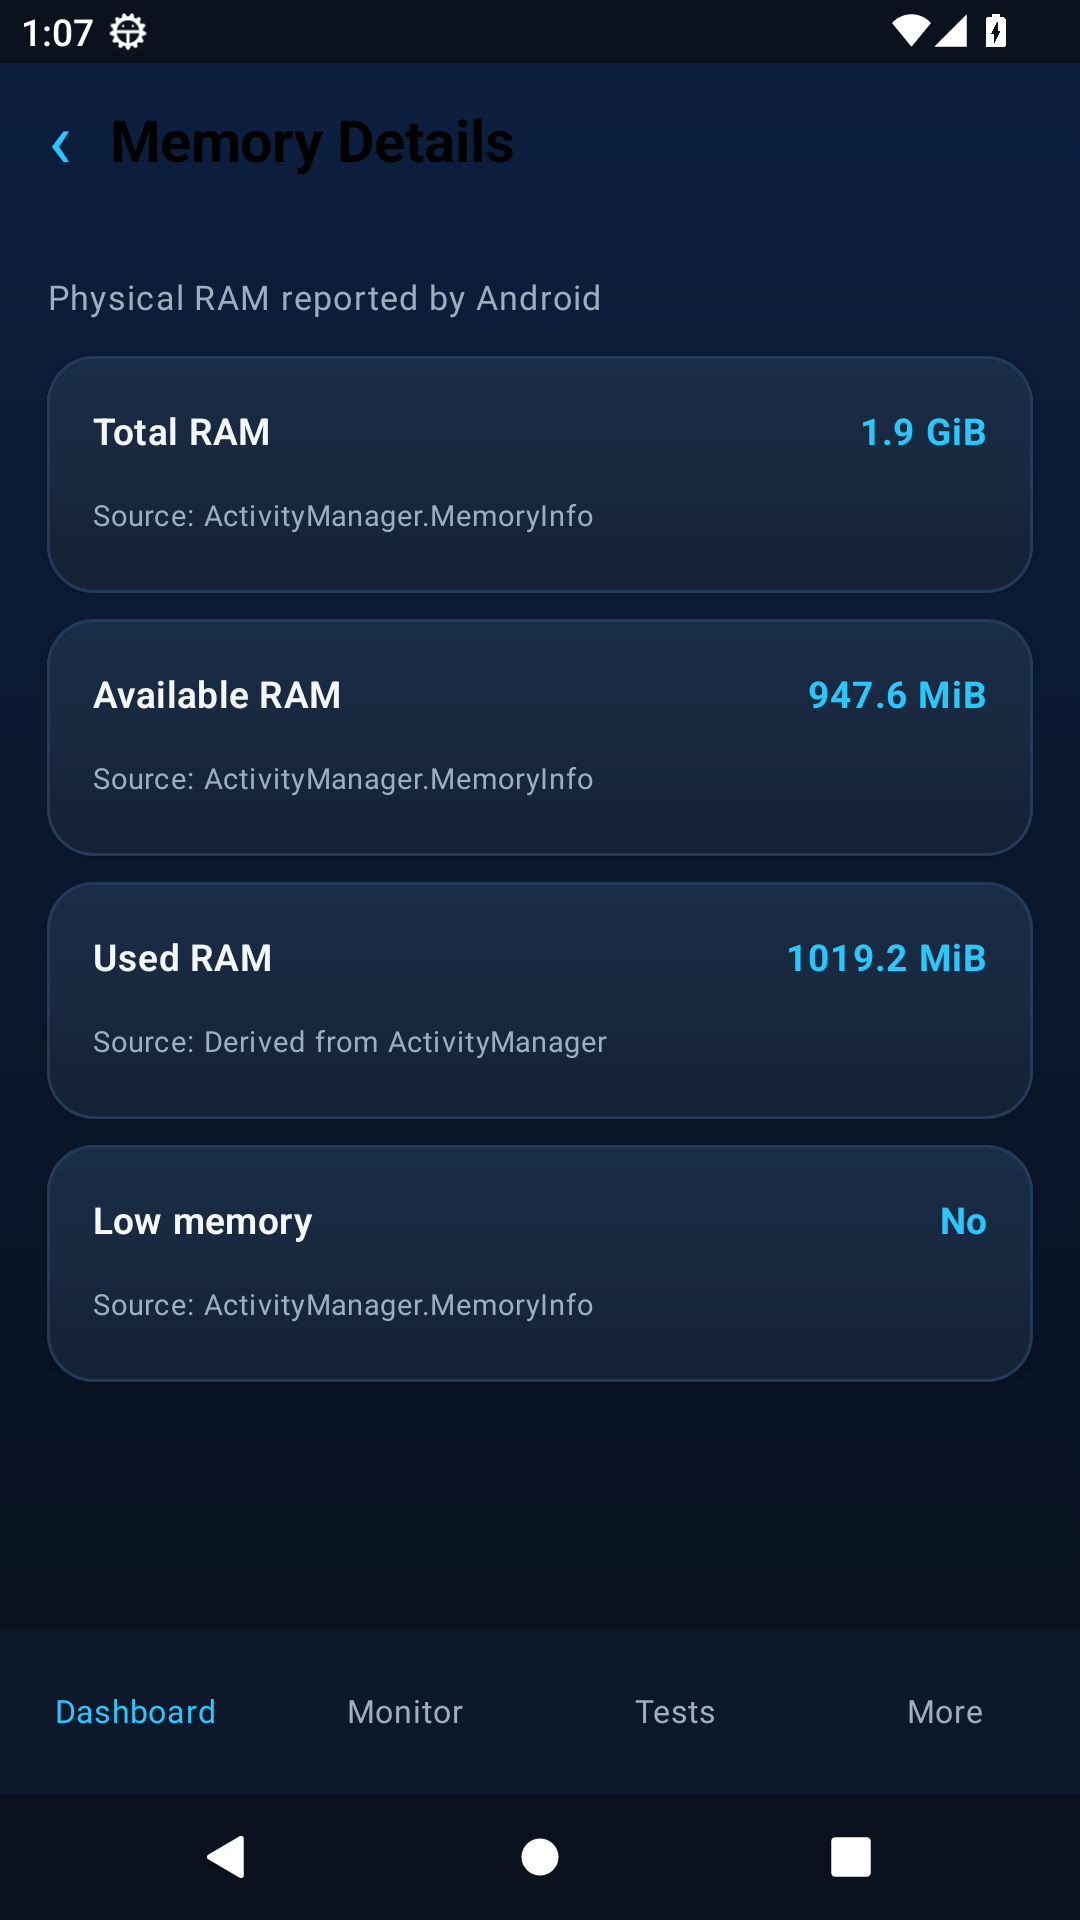 1:07
‹ Memory Details
Physical RAM reported by Android
Total RAM 1.9 GiB
Source: ActivityManager.MemoryInfo
Available RAM 947.6 MiB
Source: ActivityManager.MemoryInfo
Used RAM 1019.2 MiB
Source: Derived from ActivityManager
Low memory No
Source: ActivityManager.MemoryInfo
Dashboard Monitor Tests More